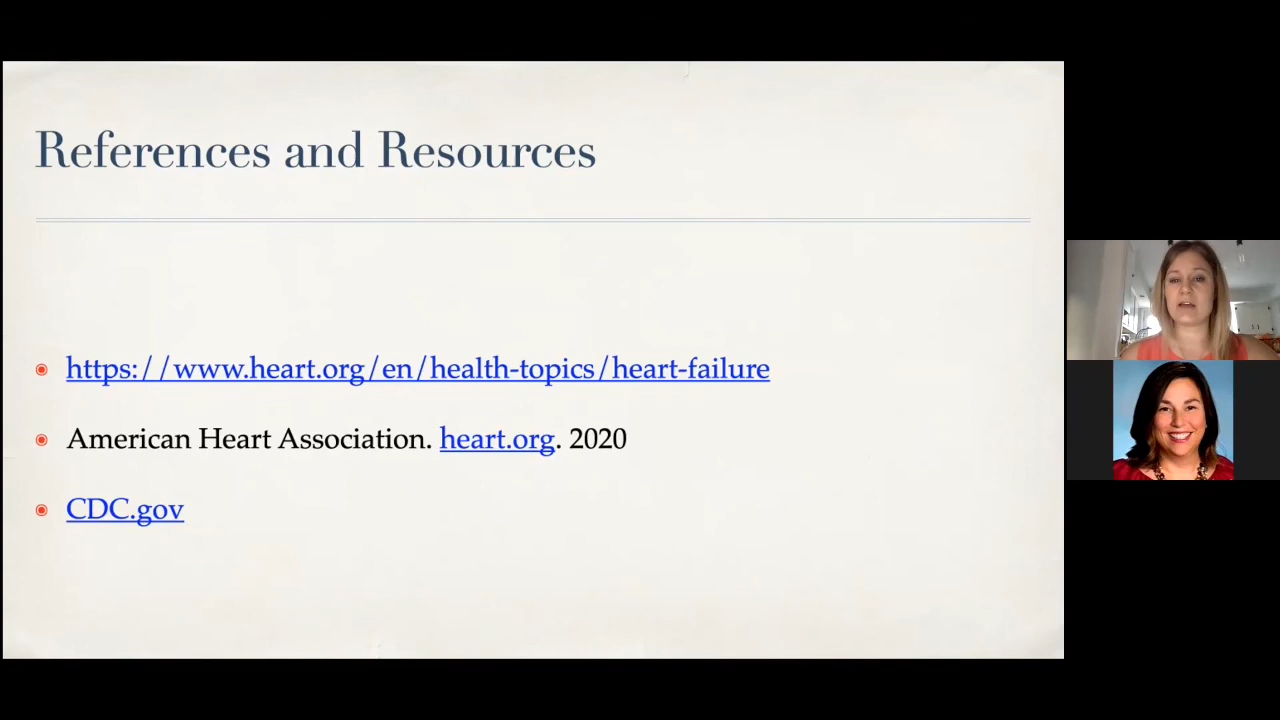 References and Resources
https://www.heart.org/en/health-topics/heart-failure
American Heart Association. heart.org. 2020
CDC.gov